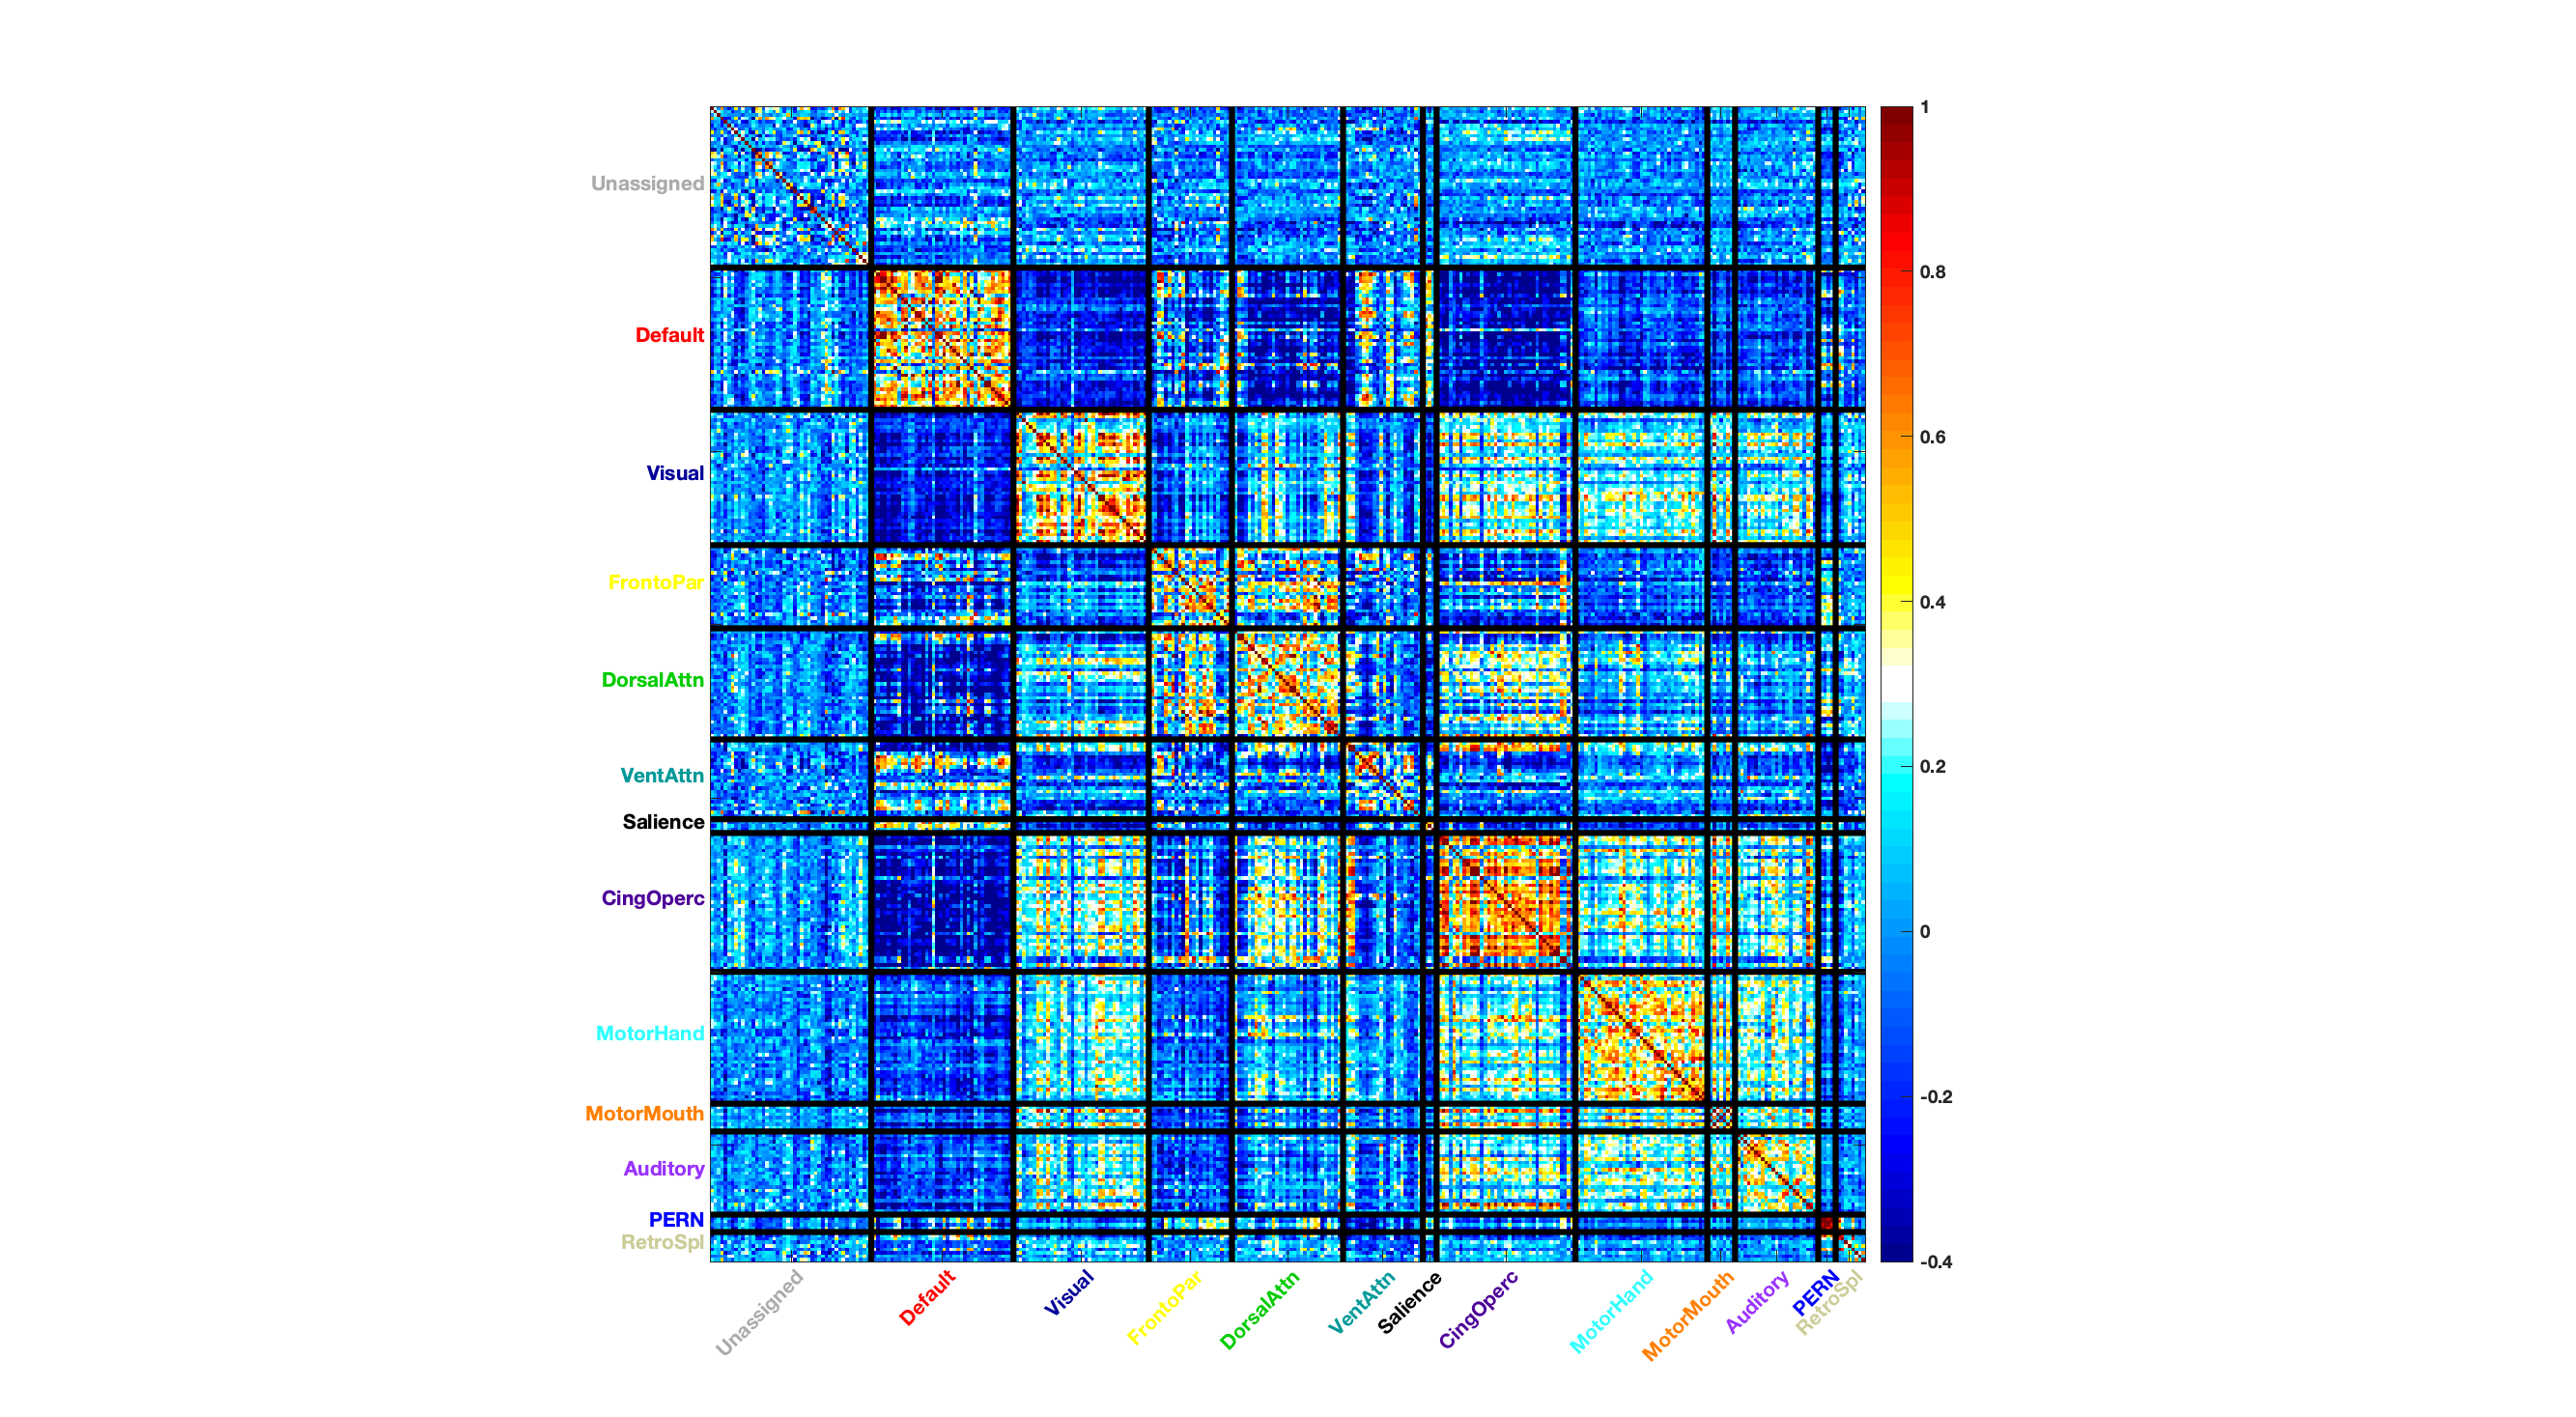 Unassigned
Default
Visual
FrontoPar
DorsalAttn
VentAttn
Salience
CingOperc
MotorHand
MotorMouth
Auditory
PERN
RetroSpl
Unassigned
Default
Visual
FrontoPar
DorsalAttn
VentAttn
Salience
CingOperc
MotorHand
MotorMouth
Auditory
PERN
RetroSpl
1
0.8
0.6
0.4
0.2
0
-0.2
-0.4